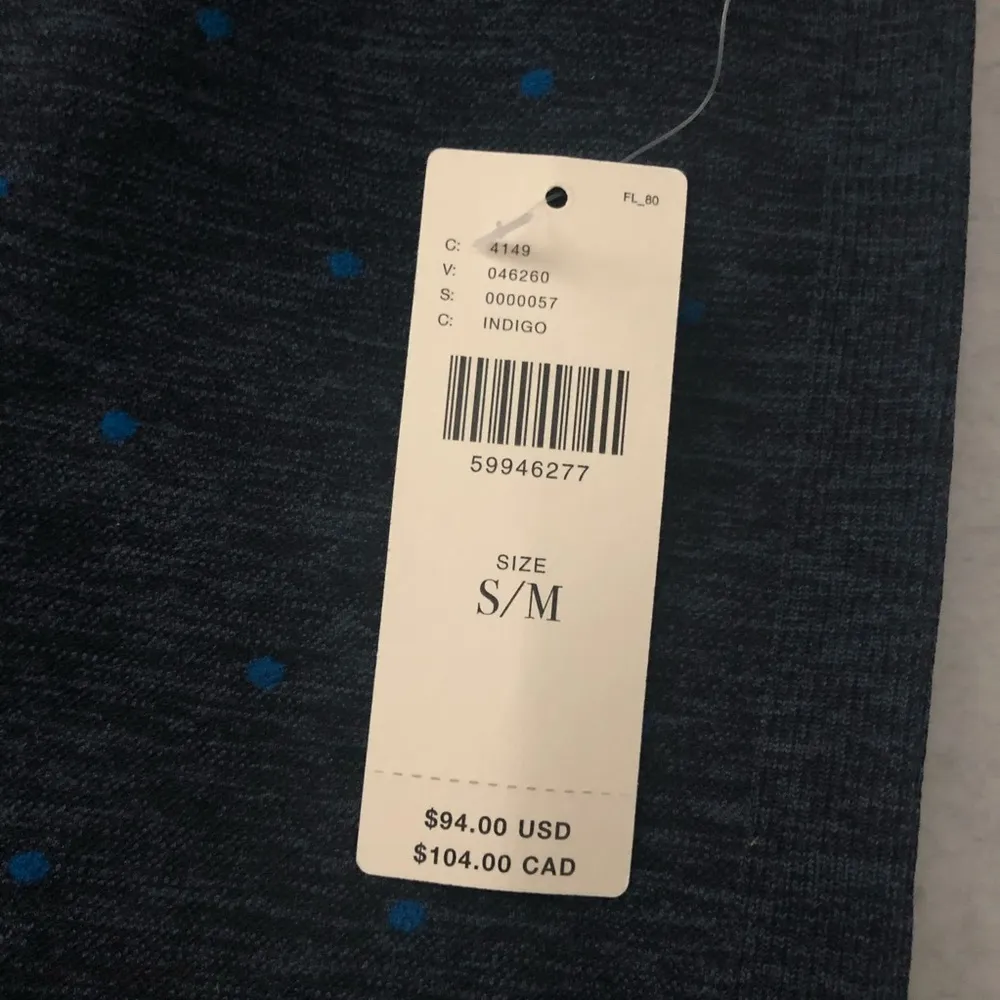 FL_80
C: 4149
V: 046260
S: 0000057
C: INDIGO
59946277
SIZE
S/M
$94.00 USD
$104.00 CAD